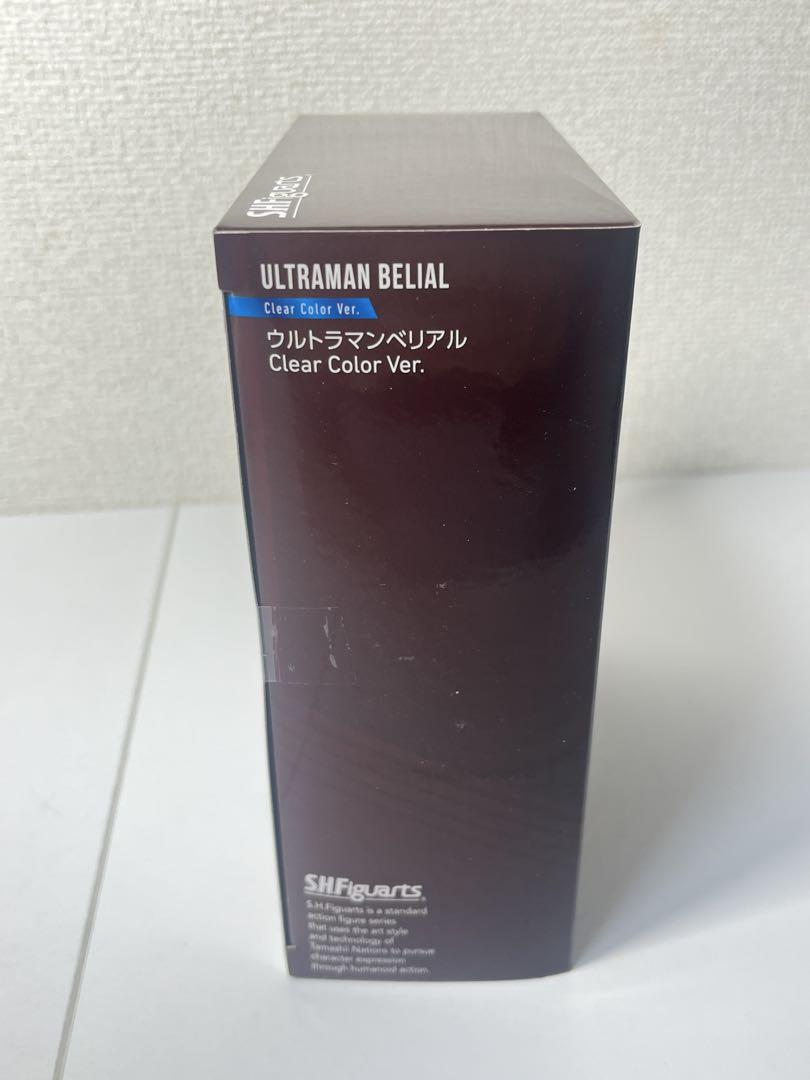 S.H.Figuarts
ULTRAMAN BELIAL
Clear Color Ver.
ウルトラマンベリアル
Clear Color Ver.
S.H.Figuarts
S.H.Figuarts is a standard
action figure series
that uses the art style
and technology of
Tamashii Nations to pursue
character expression
through humanoid action.